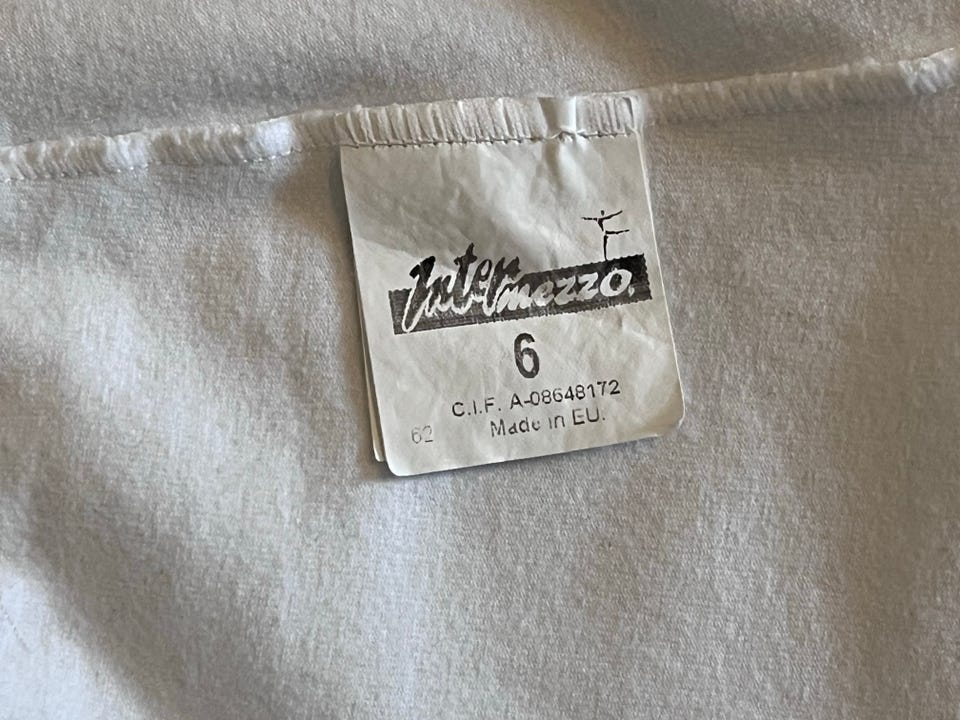 Intermezzo
6
C.I.F. A-08648172
62 Made in EU.